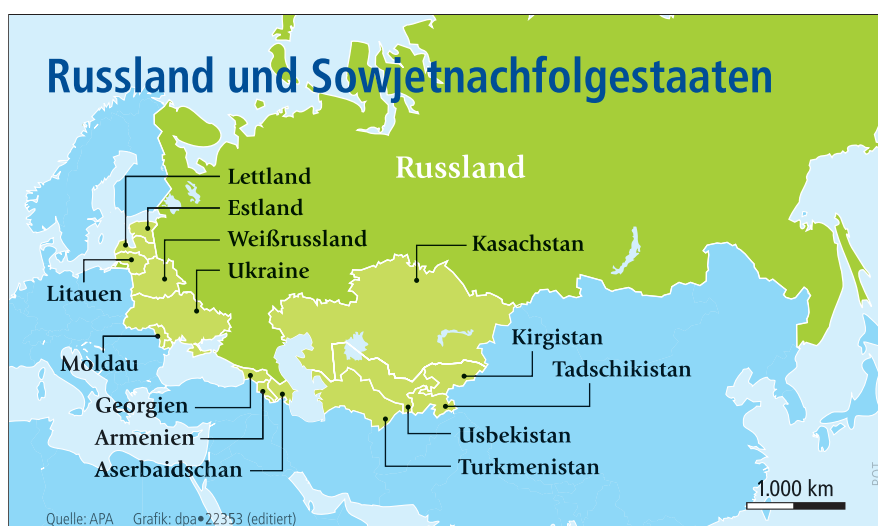 Russland und Sowjetnachfolgestaaten
Russland
Lettland
Estland
Weißrussland
Ukraine
Kasachstan
Litauen
Moldau
Kirgistan
Tadschikistan
Georgien
Armenien
Aserbaidschan
Usbekistan
Turkmenistan
1.000 km
Quelle: APA Grafik: dpa•22353 (editiert)